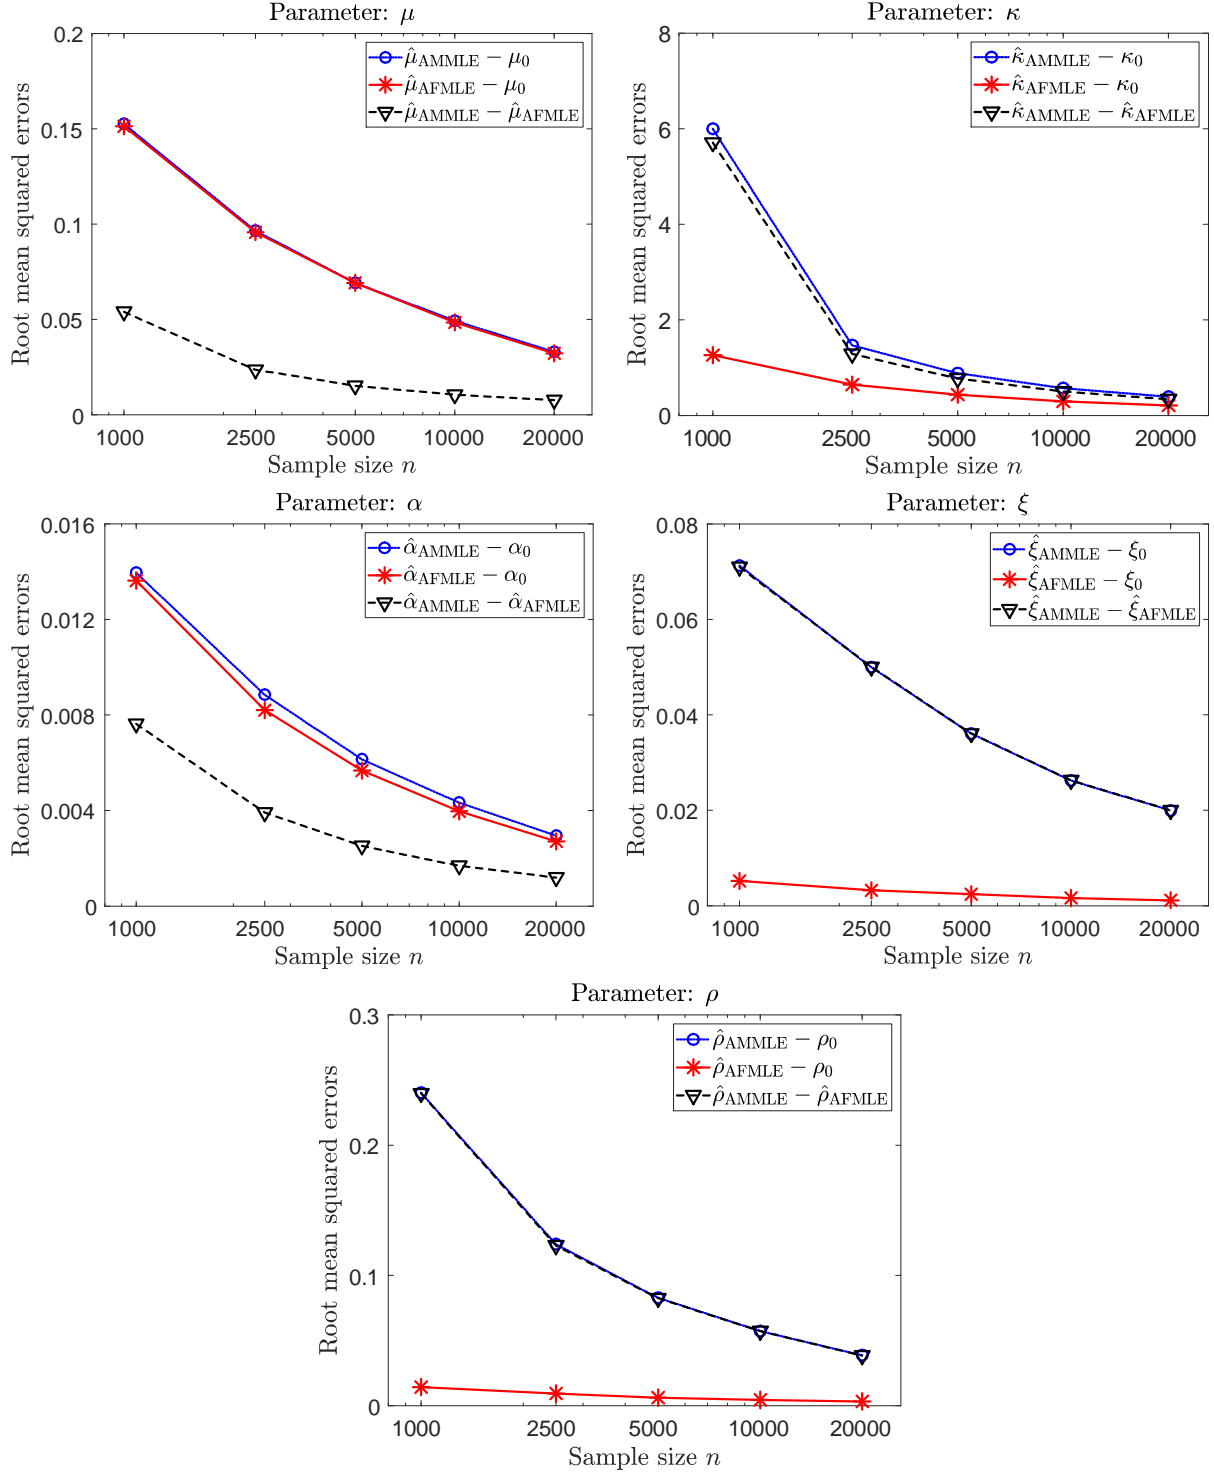 Parameter: μ
0.2
0.15
0.1
0.05
0
Root mean squared errors
μ̂AMMLE − μ0
μ̂AFMLE − μ0
μ̂AMMLE − μ̂AFMLE
1000 2500 5000 10000 20000
Sample size n
Parameter: κ
8
6
4
2
0
Root mean squared errors
κ̂AMMLE − κ0
κ̂AFMLE − κ0
κ̂AMMLE − κ̂AFMLE
1000 2500 5000 10000 20000
Sample size n
Parameter: α
0.016
0.012
0.008
0.004
0
Root mean squared errors
α̂AMMLE − α0
α̂AFMLE − α0
α̂AMMLE − α̂AFMLE
1000 2500 5000 10000 20000
Sample size n
Parameter: ξ
0.08
0.06
0.04
0.02
0
Root mean squared errors
ξ̂AMMLE − ξ0
ξ̂AFMLE − ξ0
ξ̂AMMLE − ξ̂AFMLE
1000 2500 5000 10000 20000
Sample size n
Parameter: ρ
0.3
0.2
0.1
0
Root mean squared errors
ρ̂AMMLE − ρ0
ρ̂AFMLE − ρ0
ρ̂AMMLE − ρ̂AFMLE
1000 2500 5000 10000 20000
Sample size n